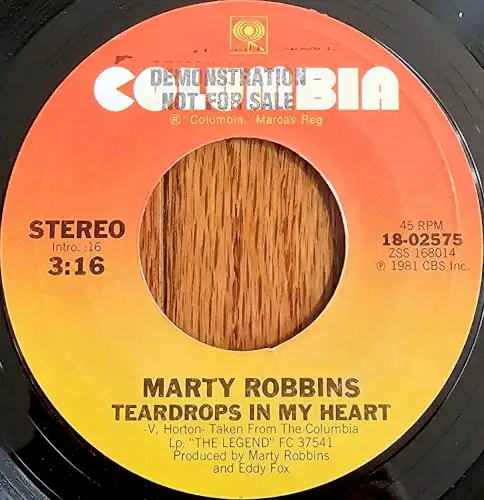 COLUMBIA
DEMONSTRATION
NOT FOR SALE
® "Columbia," Marcas Reg
STEREO
Intro. :16
3:16
45 RPM
18-02575
ZSS 168014
℗ 1981 CBS Inc.
MARTY ROBBINS
TEARDROPS IN MY HEART
-V. Horton- Taken From The Columbia
Lp: "THE LEGEND" FC 37541
Produced by Marty Robbins
and Eddy Fox